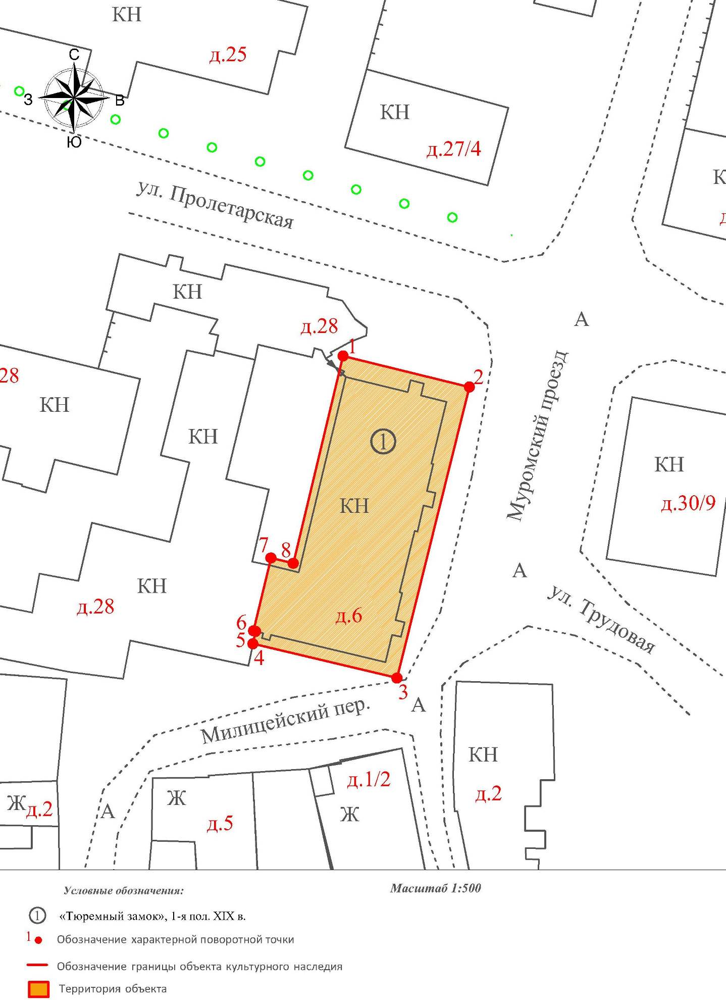 КН
д.25
С
З
В
Ю
КН
д.27/4
К
ул. Пролетарская
КН
д.28
А
1
2
28
КН
КН
1
Муромский проезд
КН
д.30/9
КН
7
8
А
КН
д.28
д.6
ул. Трудовая
6
5
4
3
Милицейский пер.
А
КН
д.2
д.1/2
Ж
Ж
д.5
Ж
д.2
А
Условные обозначения:
Масштаб 1:500
1 «Тюремный замок», 1-я пол. XIX в.
1 Обозначение характерной поворотной точки
Обозначение границы объекта культурного наследия
Территория объекта